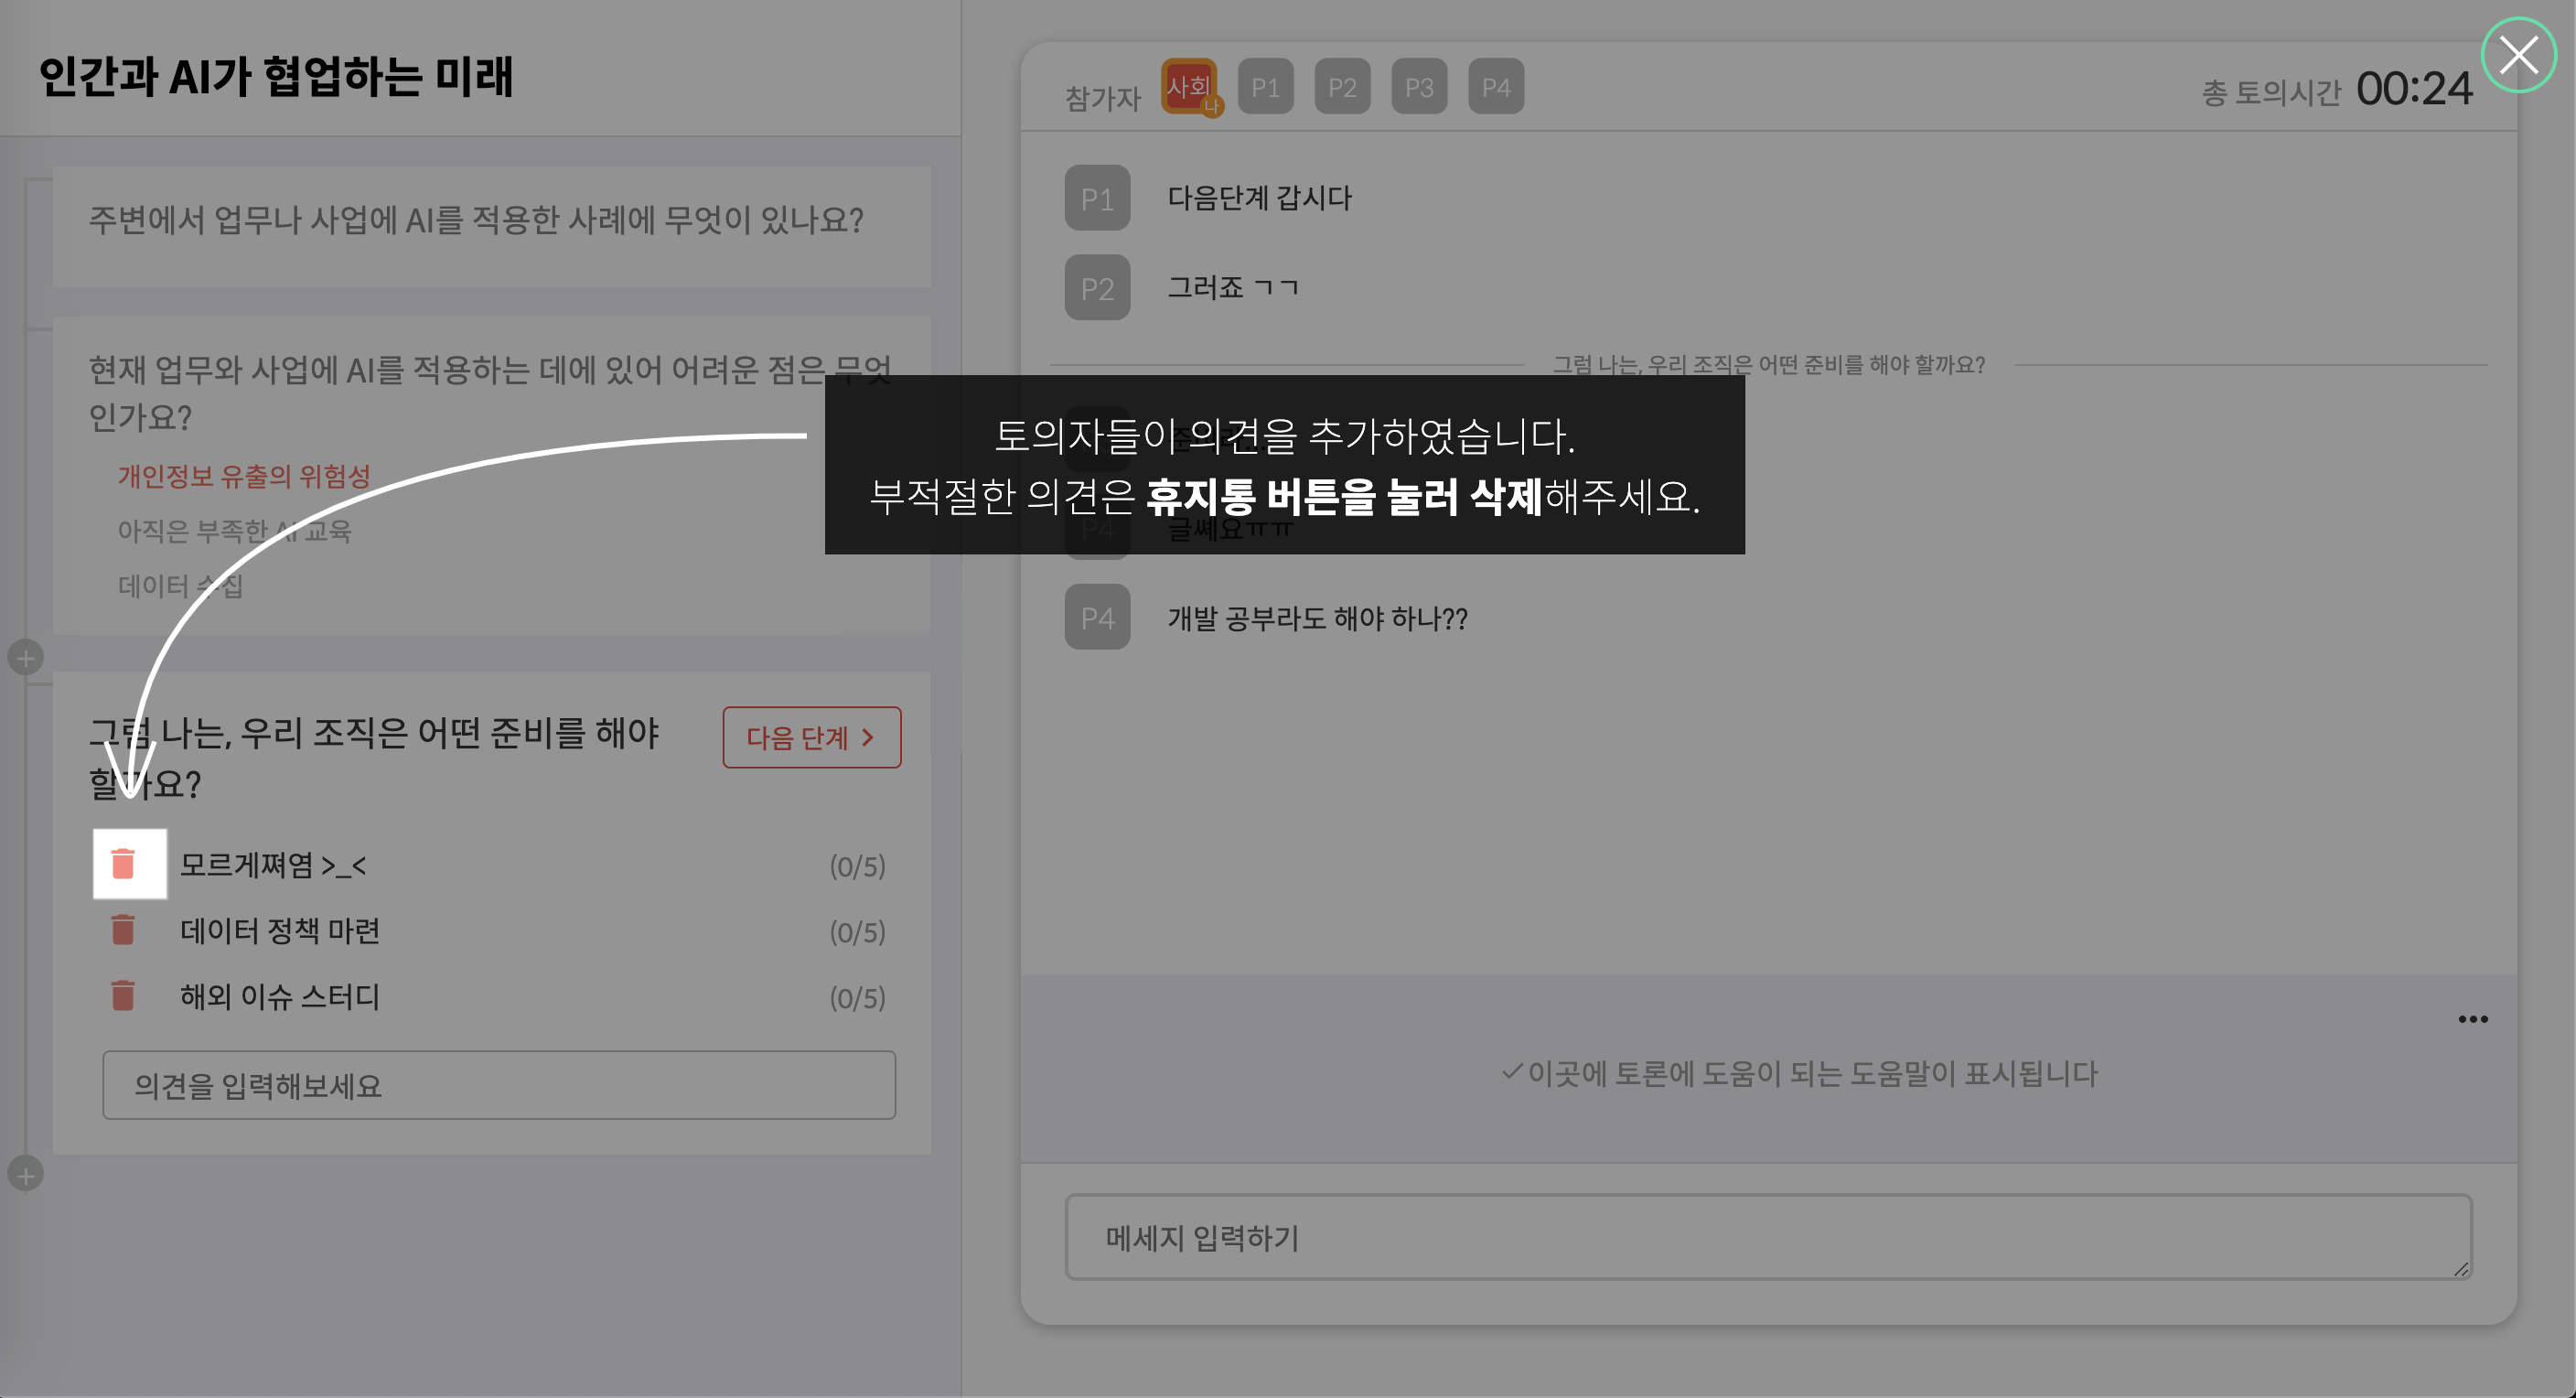 인간과 AI가 협업하는 미래
주변에서 업무나 사업에 AI를 적용한 사례에 무엇이 있나요?
현재 업무와 사업에 AI를 적용하는 데에 있어 어려운 점은 무엇
인가요?
개인정보 유출의 위험성
아직은 부족한 AI 교육
데이터 수집
그럼 나는, 우리 조직은 어떤 준비를 해야
할까요?
다음 단계 >
모르게쪄염 >_< (0/5)
데이터 정책 마련 (0/5)
해외 이슈 스터디 (0/5)
의견을 입력해보세요
참가자 사회 나 P1 P2 P3 P4
총 토의시간 00:24
P1 다음단계 갑시다
P2 그러죠 ㄱㄱ
그럼 나는, 우리 조직은 어떤 준비를 해야 할까요?
토의자들이 의견을 추가하였습니다.
부적절한 의견은 휴지통 버튼을 눌러 삭제해주세요.
P4 글쎼요ㅠㅠ
P4 개발 공부라도 해야 하나??
✓이곳에 토론에 도움이 되는 도움말이 표시됩니다
메세지 입력하기